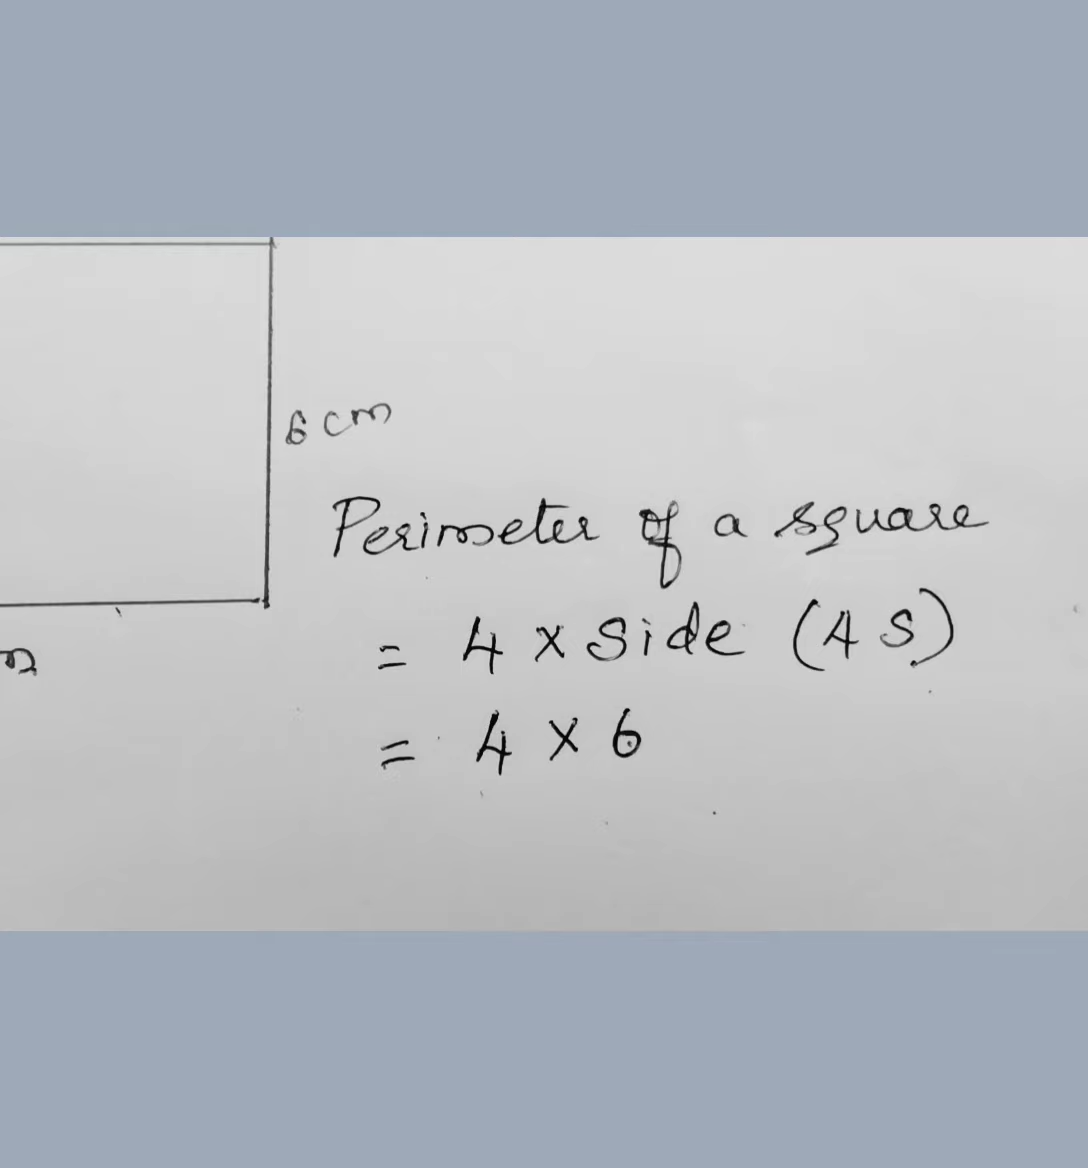 6 cm
Perimeter of a square
= 4 × Side (4 S)
= 4 × 6